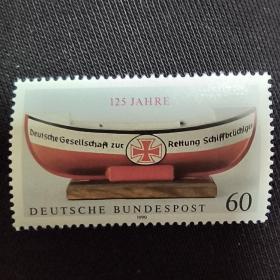 125 JAHRE
Deutsche Gesellschaft zur Rettung Schiffbrüchiger
DEUTSCHE BUNDESPOST 60
1990